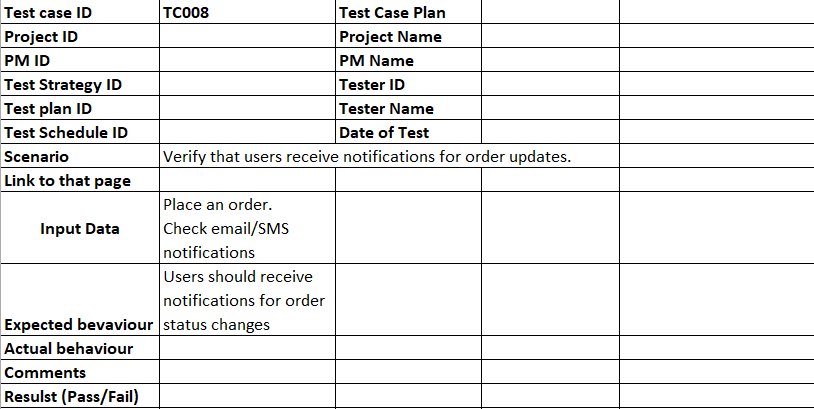 Test case ID TC008 Test Case Plan
Project ID Project Name
PM ID PM Name
Test Strategy ID Tester ID
Test plan ID Tester Name
Test Schedule ID Date of Test
Scenario Verify that users receive notifications for order updates.
Link to that page
Place an order.
Input Data Check email/SMS
notifications
Users should receive
notifications for order
Expected bevaviour status changes
Actual behaviour
Comments
Resulst (Pass/Fail)